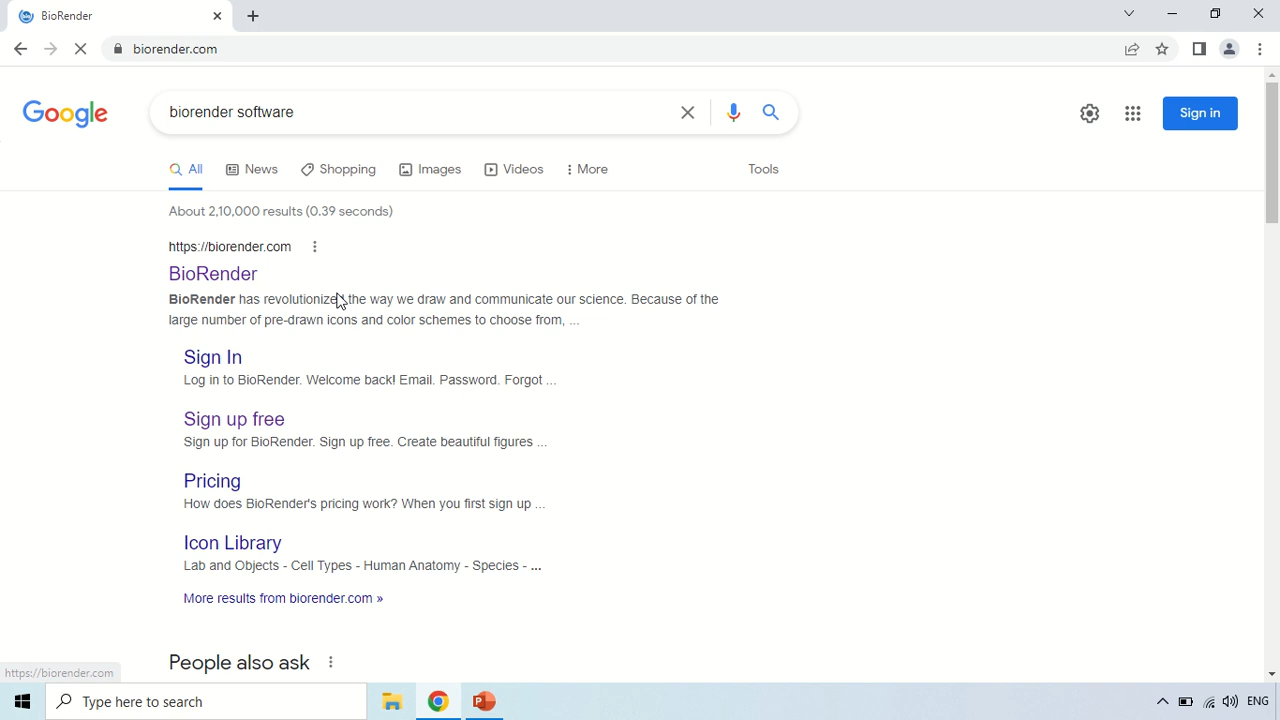 BioRender
biorender.com
Google
biorender software
Sign in
All
News
Shopping
Images
Videos
More
Tools
About 2,10,000 results (0.39 seconds)
https://biorender.com
BioRender
BioRender has revolutionized the way we draw and communicate our science. Because of the
large number of pre-drawn icons and color schemes to choose from, ...
Sign In
Log in to BioRender. Welcome back! Email. Password. Forgot ...
Sign up free
Sign up for BioRender. Sign up free. Create beautiful figures ...
Pricing
How does BioRender's pricing work? When you first sign up ...
Icon Library
Lab and Objects - Cell Types - Human Anatomy - Species - ...
More results from biorender.com »
People also ask
https://biorender.com
Type here to search
ENG